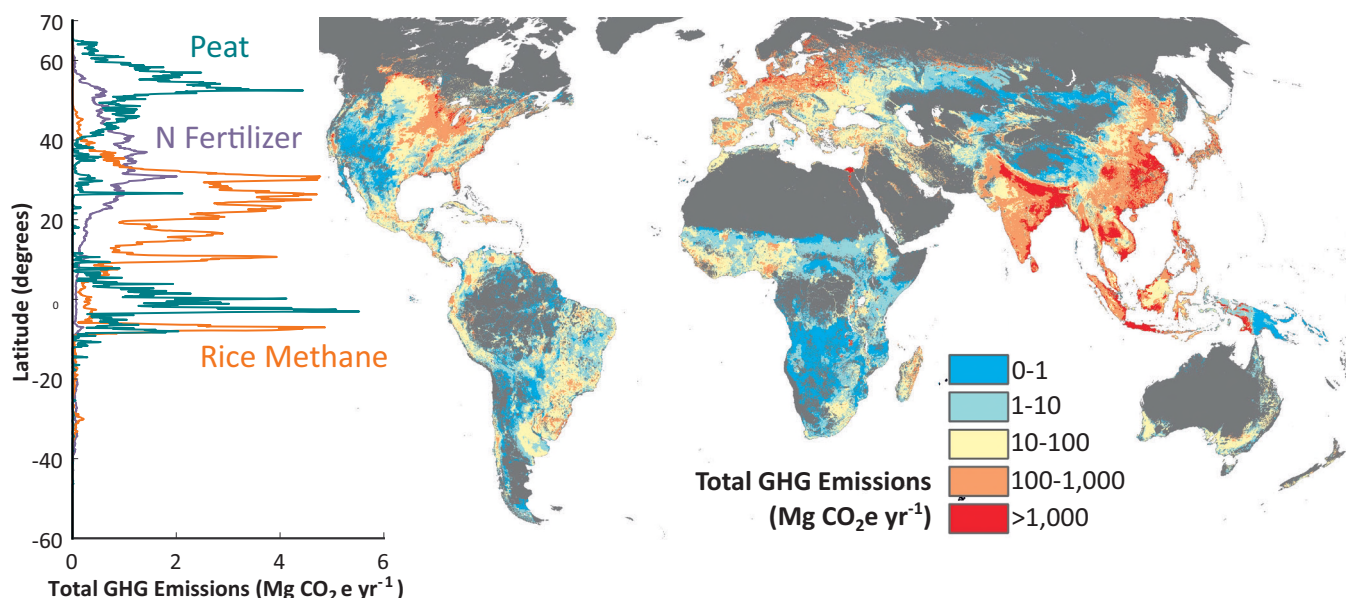 70
60
40
20
0
-20
-40
-60
Latitude (degrees)
Peat
N Fertilizer
Rice Methane
0 2 4 6
Total GHG Emissions (Mg CO2 e yr-1)
Total GHG Emissions
(Mg CO2e yr-1)
0-1
1-10
10-100
100-1,000
>1,000